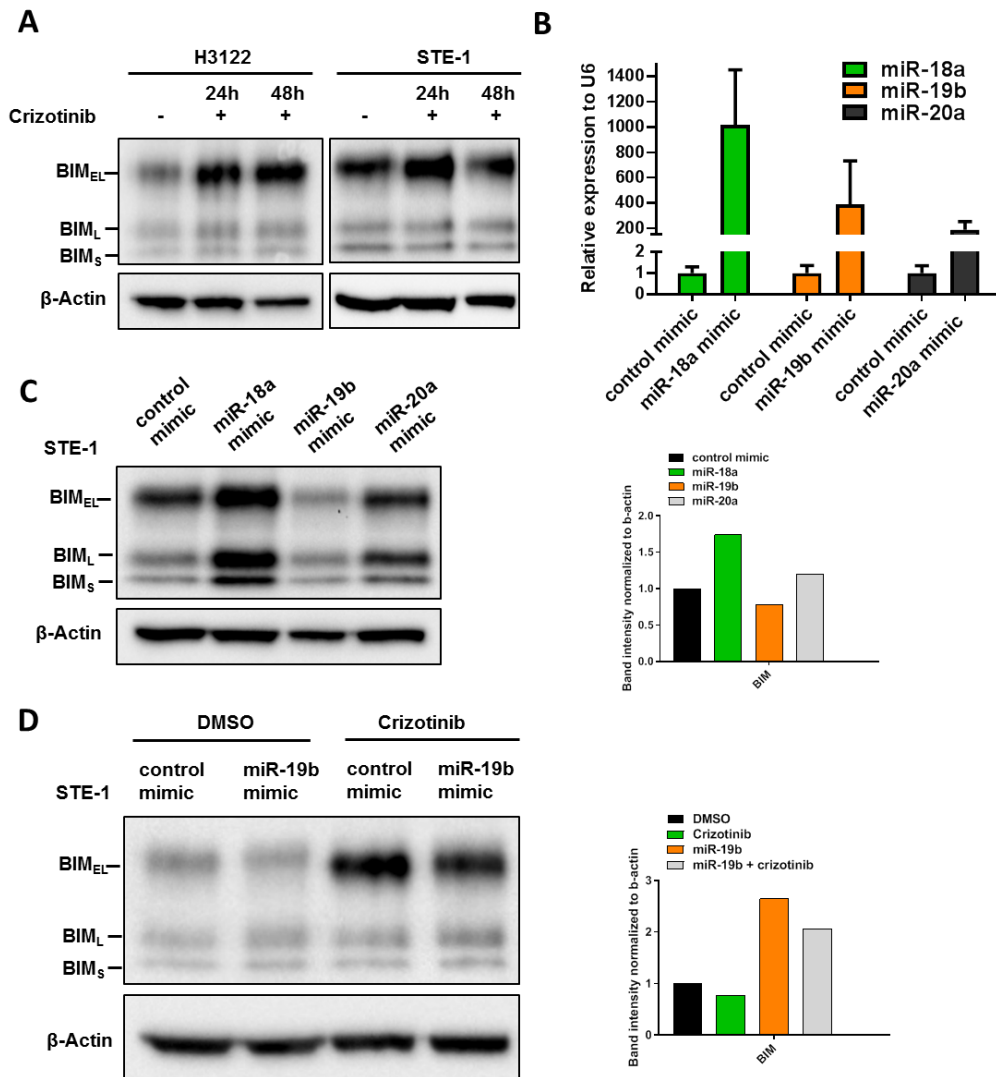 A
H3122
STE-1
24h
48h
24h
48h
Crizotinib
-
+
+
-
+
+
BIMEL
BIML
BIMS
β-Actin
B
Relative expression to U6
1400
1200
1000
800
600
400
200
2
1
0
miR-18a
miR-19b
miR-20a
control mimic
miR-18a mimic
control mimic
miR-19b mimic
control mimic
miR-20a mimic
C
STE-1
control
mimic
miR-18a
mimic
miR-19b
mimic
miR-20a
mimic
BIMEL
BIML
BIMS
β-Actin
control mimic
miR-18a
miR-19b
miR-20a
Band intensity normalized to b-actin
2.0
1.5
1.0
0.5
0.0
BIM
D
DMSO
Crizotinib
STE-1
control
mimic
miR-19b
mimic
control
mimic
miR-19b
mimic
BIMEL
BIML
BIMS
β-Actin
DMSO
Crizotinib
miR-19b
miR-19b + crizotinib
Band intensity normalized to b-actin
3
2
1
0
BIM